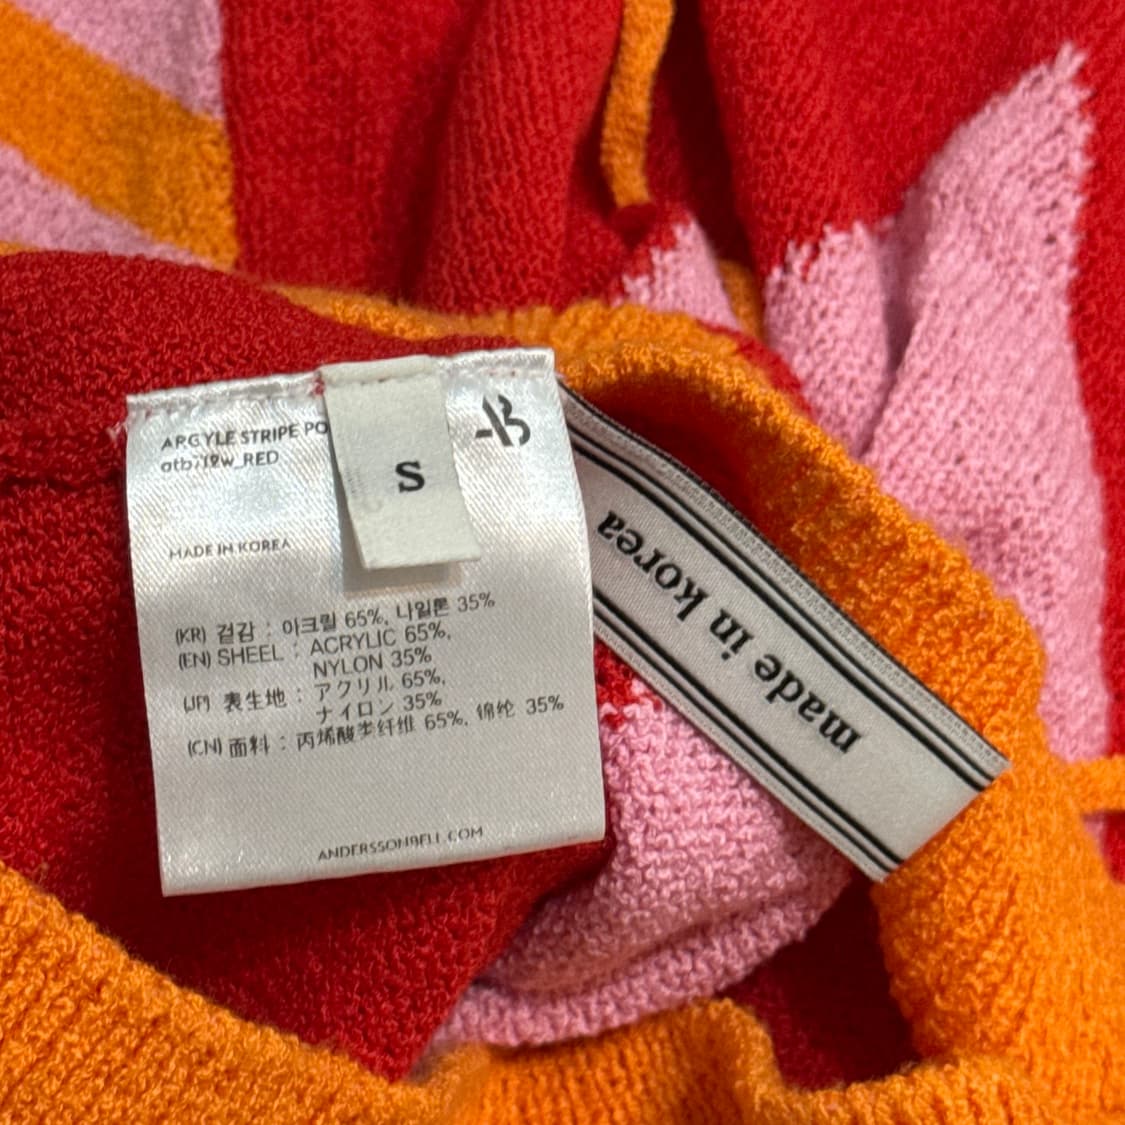 ARGYLE STRIPE PO
atb712w_RED
S
MADE IN KOREA
(KR) 겉감 : 아크릴 65%, 나일론 35%
(EN) SHEEL : ACRYLIC 65%,
NYLON 35%
(JP) 表生地 : アクリル 65%,
ナイロン 35%
(CN) 面料 : 丙烯酸类纤维 65%, 锦纶 35%
ANDERSSONBELL.COM
made in korea